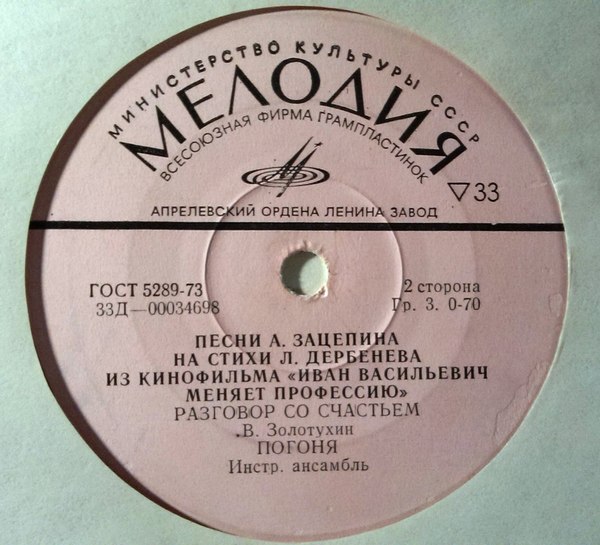 МИНИСТЕРСТВО КУЛЬТУРЫ СССР
МЕЛОДИЯ
ВСЕСОЮЗНАЯ ФИРМА ГРАМПЛАСТИНОК
▽33
АПРЕЛЕВСКИЙ ОРДЕНА ЛЕНИНА ЗАВОД
ГОСТ 5289-73
33Д—00034698
2 сторона
Гр. 3. 0-70
ПЕСНИ А. ЗАЦЕПИНА
НА СТИХИ Л. ДЕРБЕНЕВА
ИЗ КИНОФИЛЬМА «ИВАН ВАСИЛЬЕВИЧ
МЕНЯЕТ ПРОФЕССИЮ»
РАЗГОВОР СО СЧАСТЬЕМ
В. Золотухин
ПОГОНЯ
Инстр. ансамбль